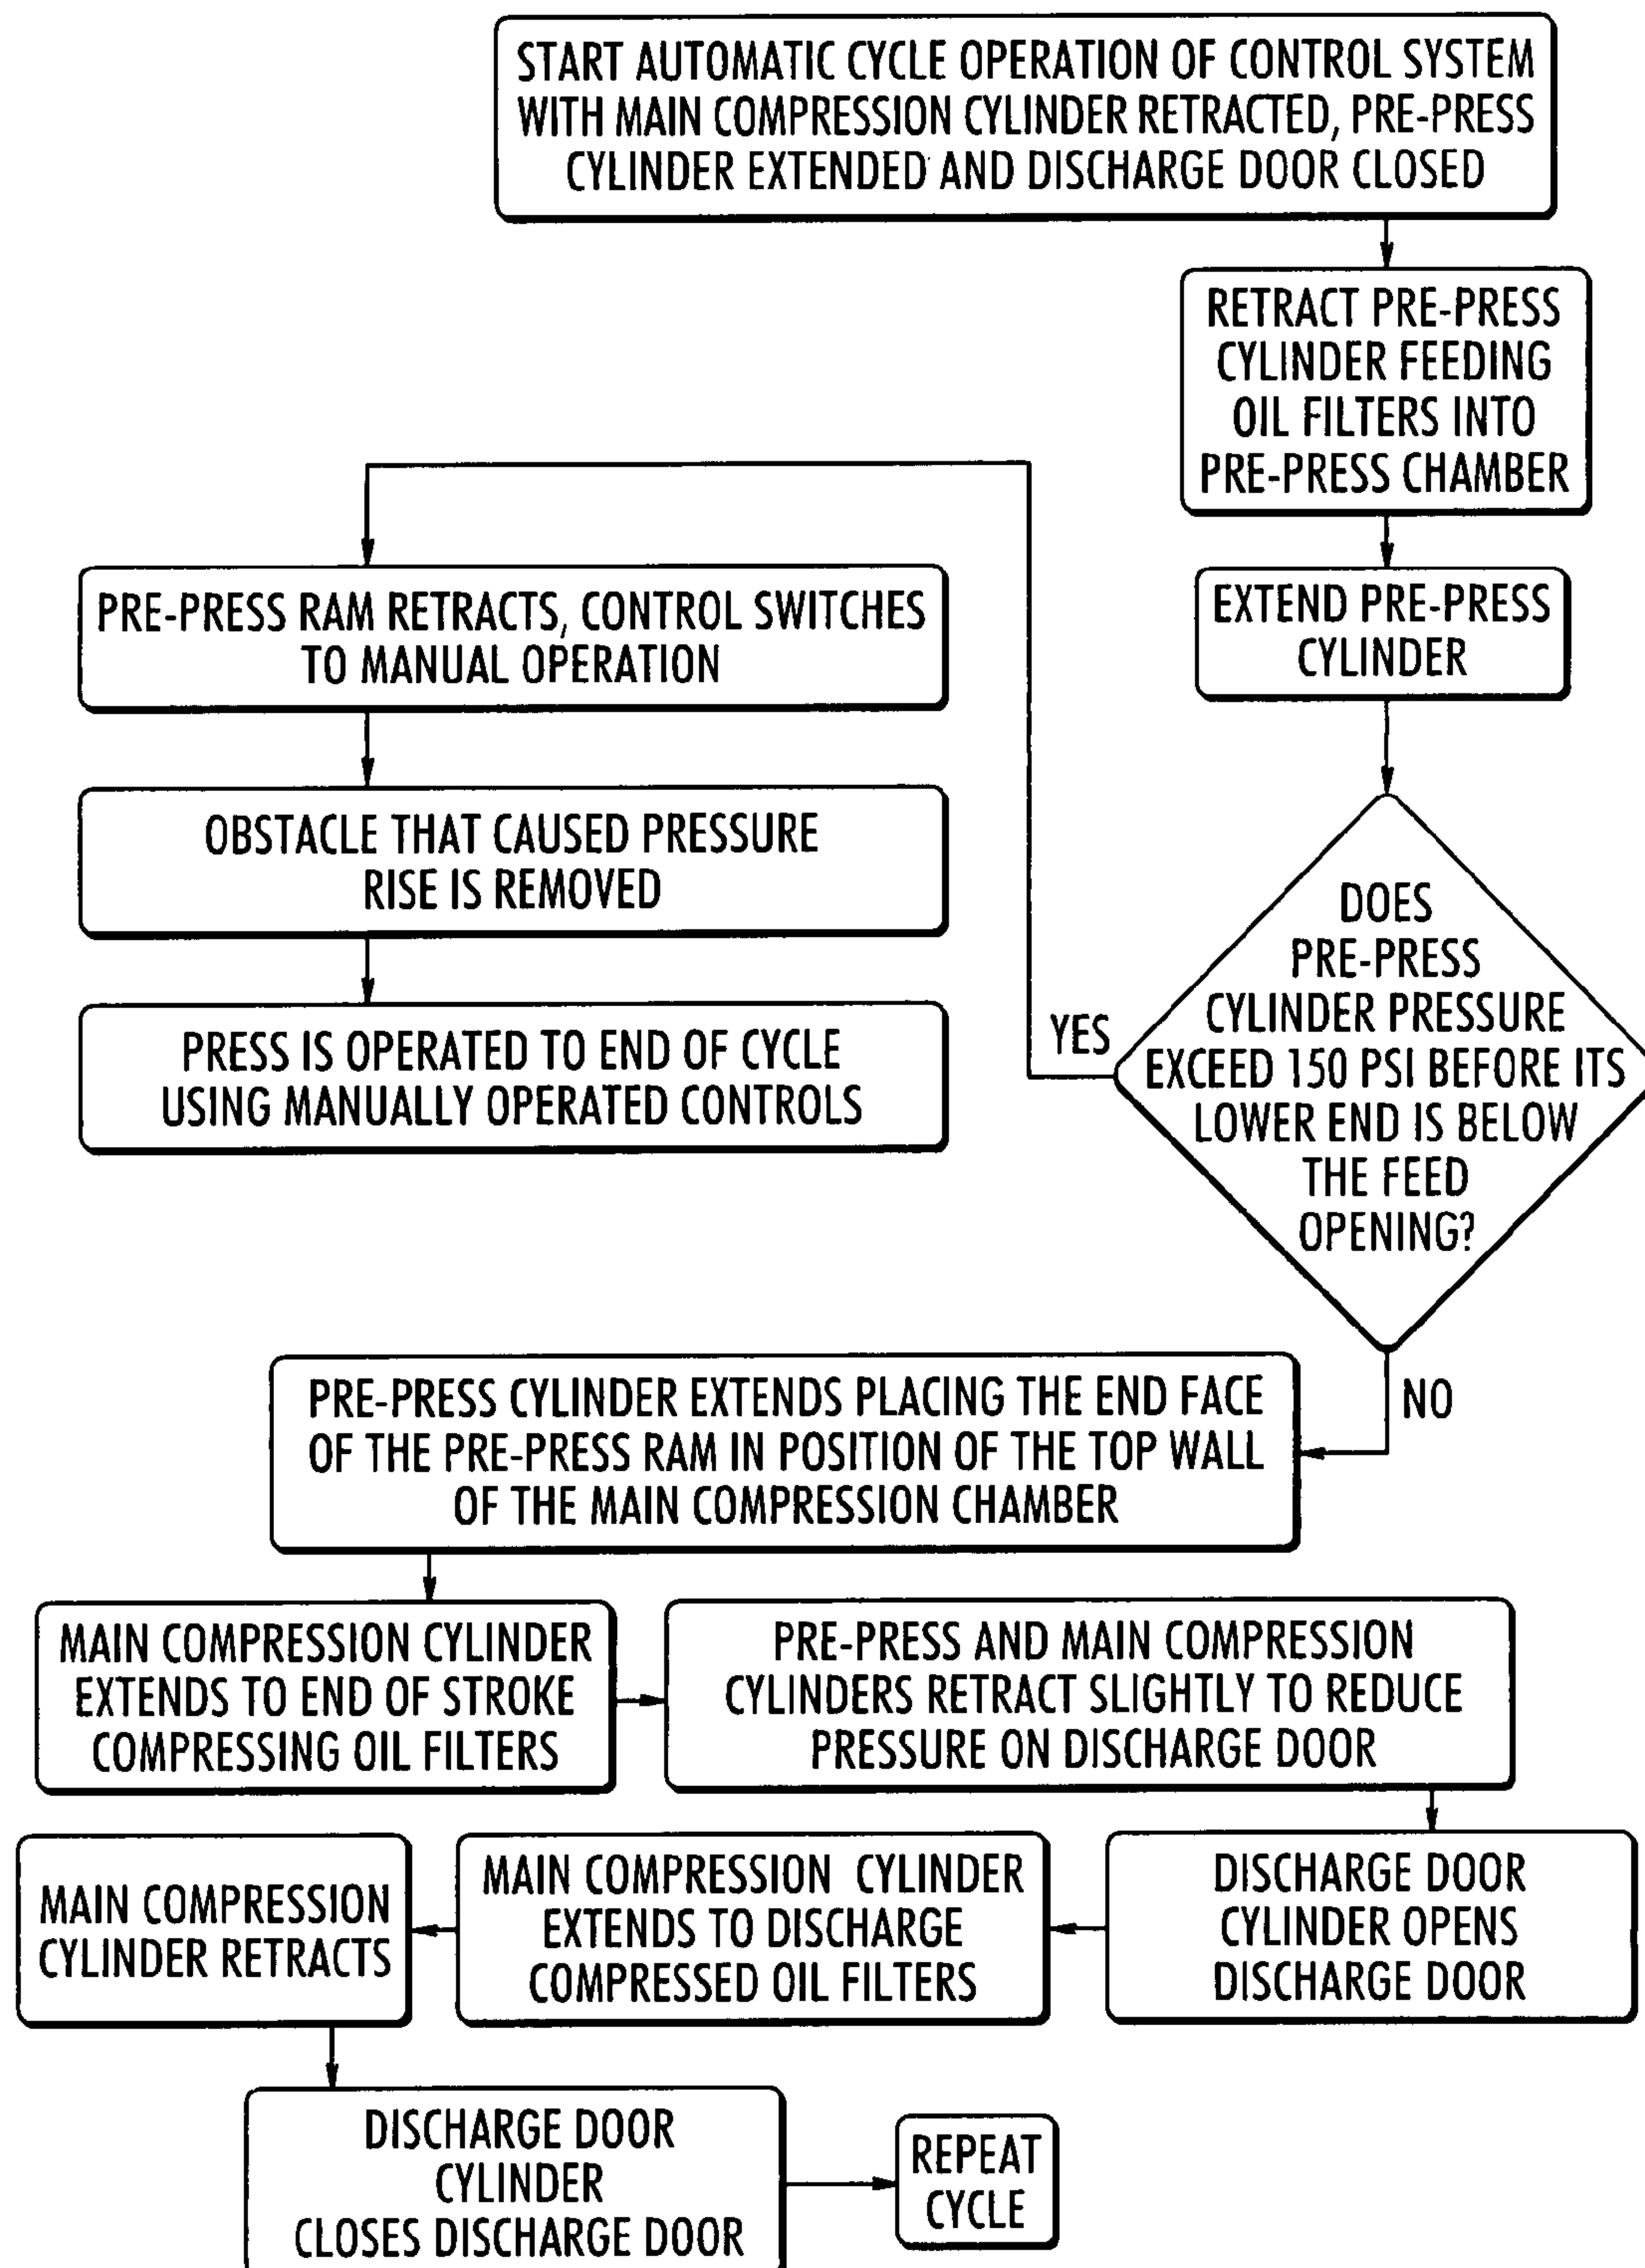 START AUTOMATIC CYCLE OPERATION OF CONTROL SYSTEM
WITH MAIN COMPRESSION CYLINDER RETRACTED, PRE-PRESS
CYLINDER EXTENDED AND DISCHARGE DOOR CLOSED
RETRACT PRE-PRESS
CYLINDER FEEDING
OIL FILTERS INTO
PRE-PRESS CHAMBER
EXTEND PRE-PRESS
CYLINDER
DOES
PRE-PRESS
CYLINDER PRESSURE
EXCEED 150 PSI BEFORE ITS
LOWER END IS BELOW
THE FEED
OPENING?
YES
PRE-PRESS RAM RETRACTS, CONTROL SWITCHES
TO MANUAL OPERATION
OBSTACLE THAT CAUSED PRESSURE
RISE IS REMOVED
PRESS IS OPERATED TO END OF CYCLE
USING MANUALLY OPERATED CONTROLS
NO
PRE-PRESS CYLINDER EXTENDS PLACING THE END FACE
OF THE PRE-PRESS RAM IN POSITION OF THE TOP WALL
OF THE MAIN COMPRESSION CHAMBER
MAIN COMPRESSION CYLINDER
EXTENDS TO END OF STROKE
COMPRESSING OIL FILTERS
PRE-PRESS AND MAIN COMPRESSION
CYLINDERS RETRACT SLIGHTLY TO REDUCE
PRESSURE ON DISCHARGE DOOR
DISCHARGE DOOR
CYLINDER OPENS
DISCHARGE DOOR
MAIN COMPRESSION CYLINDER
EXTENDS TO DISCHARGE
COMPRESSED OIL FILTERS
MAIN COMPRESSION
CYLINDER RETRACTS
DISCHARGE DOOR
CYLINDER
CLOSES DISCHARGE DOOR
REPEAT
CYCLE